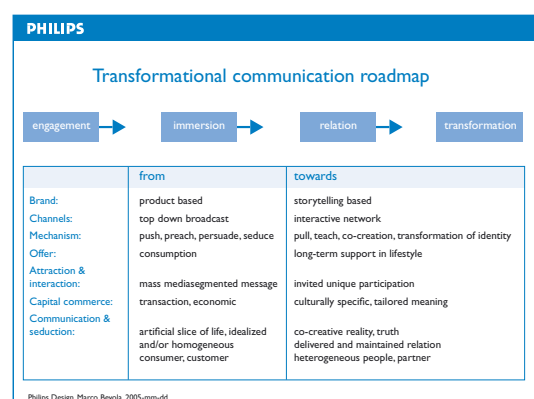 PHILIPS
Transformational communication roadmap
engagement
immersion
relation
transformation
from towards
Brand: product based storytelling based
Channels: top down broadcast interactive network
Mechanism: push, preach, persuade, seduce pull, teach, co-creation, transformation of identity
Offer: consumption long-term support in lifestyle
Attraction &
interaction: mass mediasegmented message invited unique participation
Capital commerce: transaction, economic culturally specific, tailored meaning
Communication &
seduction: artificial slice of life, idealized co-creative reality, truth
and/or homogeneous delivered and maintained relation
consumer, customer heterogeneous people, partner
Philips Design, Marco Bevolo, 2005-mm-dd